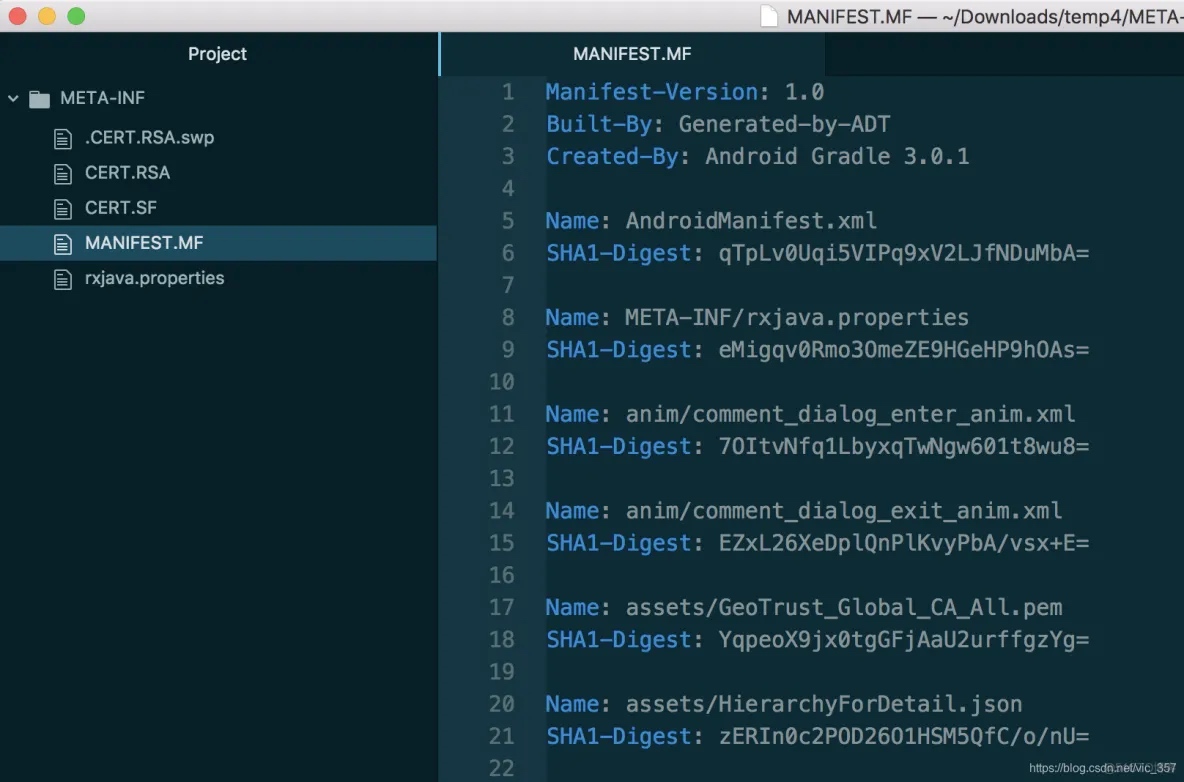 MANIFEST.MF — ~/Downloads/temp4/META-
Project
META-INF
.CERT.RSA.swp
CERT.RSA
CERT.SF
MANIFEST.MF
rxjava.properties
MANIFEST.MF
1 Manifest-Version: 1.0
2 Built-By: Generated-by-ADT
3 Created-By: Android Gradle 3.0.1
4
5 Name: AndroidManifest.xml
6 SHA1-Digest: qTpLv0Uqi5VIPq9xV2LJfNDuMbA=
7
8 Name: META-INF/rxjava.properties
9 SHA1-Digest: eMigqv0Rmo3OmeZE9HGeHP9hOAs=
10
11 Name: anim/comment_dialog_enter_anim.xml
12 SHA1-Digest: 7OItvNfq1LbyxqTwNgw601t8wu8=
13
14 Name: anim/comment_dialog_exit_anim.xml
15 SHA1-Digest: EZxL26XeDplQnPlKvyPbA/vsx+E=
16
17 Name: assets/GeoTrust_Global_CA_All.pem
18 SHA1-Digest: YqpeoX9jx0tgGFjAaU2urffgzYg=
19
20 Name: assets/HierarchyForDetail.json
21 SHA1-Digest: zERIn0c2POD26O1HSM5QfC/o/nU=
22
https://blog.csdn.net/vic_357